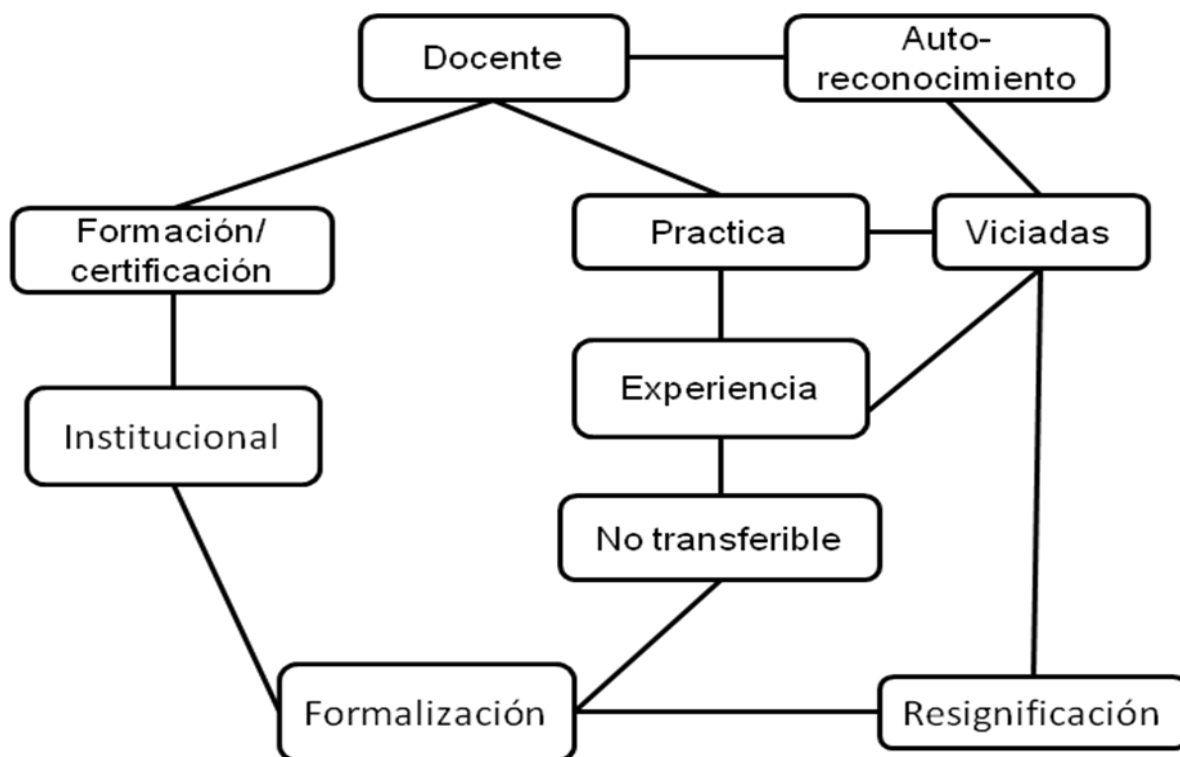 Docente
Auto-
reconocimiento
Formación/
certificación
Practica
Viciadas
Experiencia
Institucional
No transferible
Formalización
Resignificación